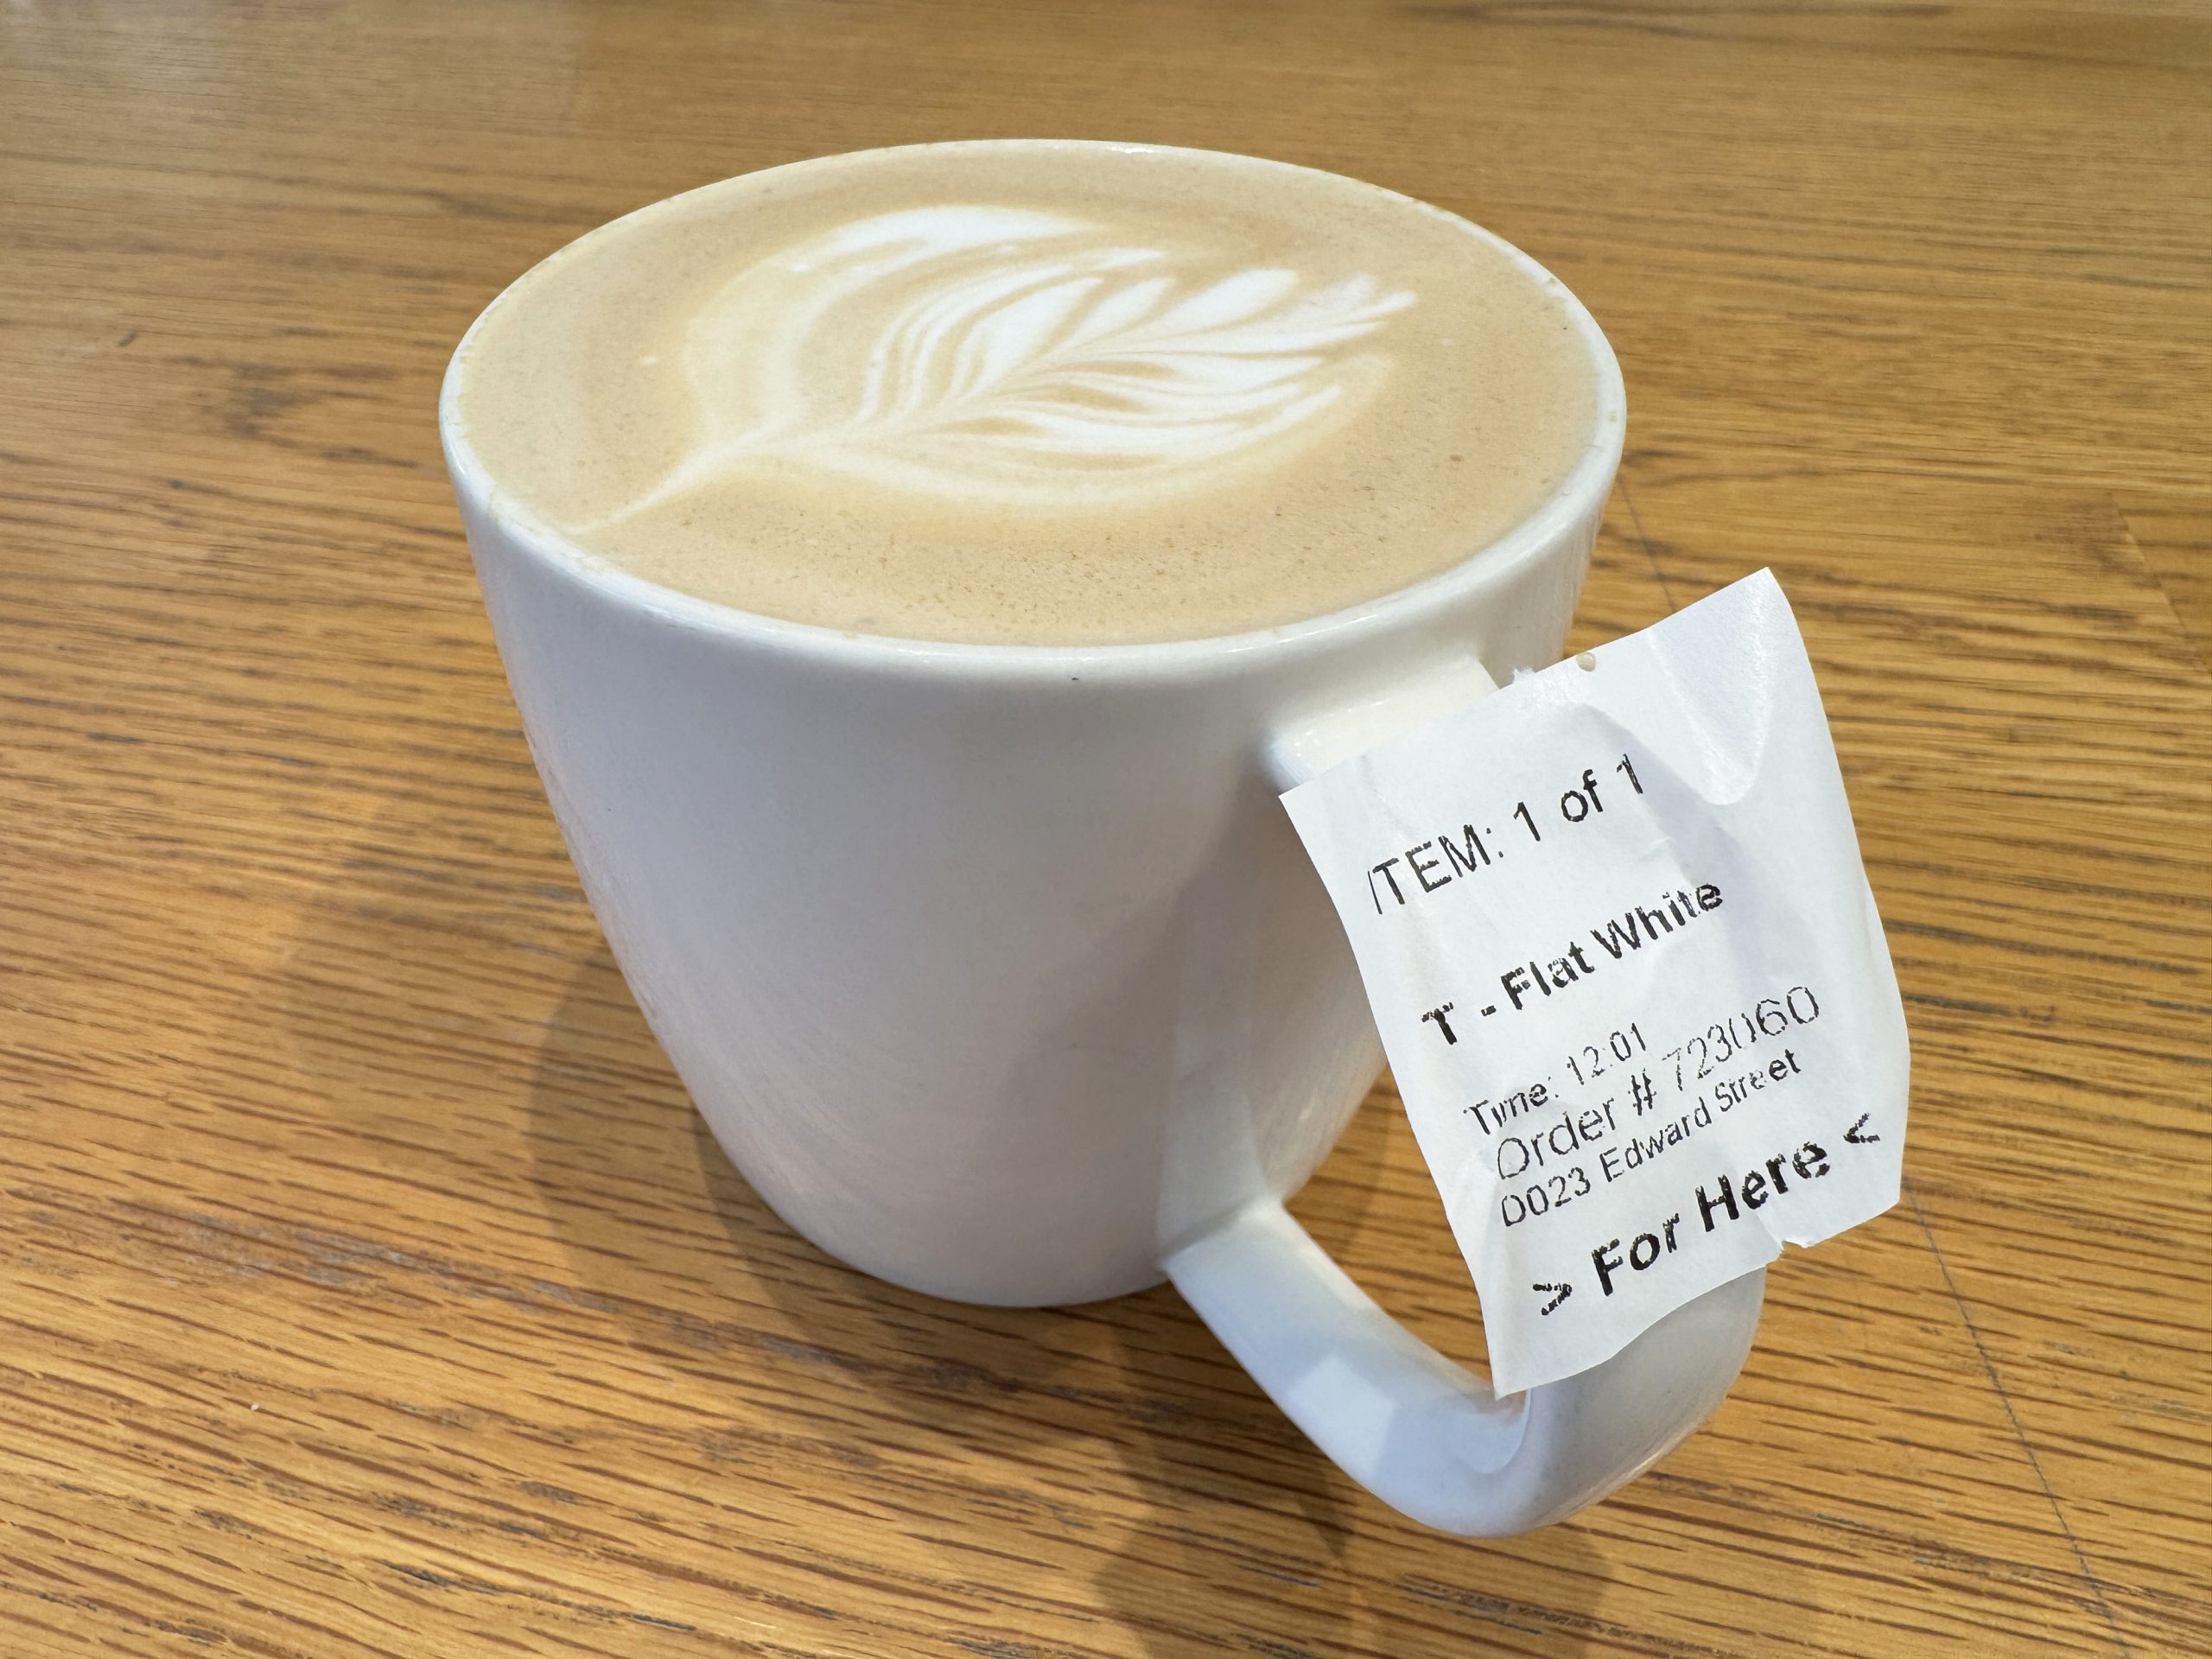 ITEM: 1 of 1
T - Flat White
Time: 12:01
Order # 723060
0023 Edward Street
> For Here <